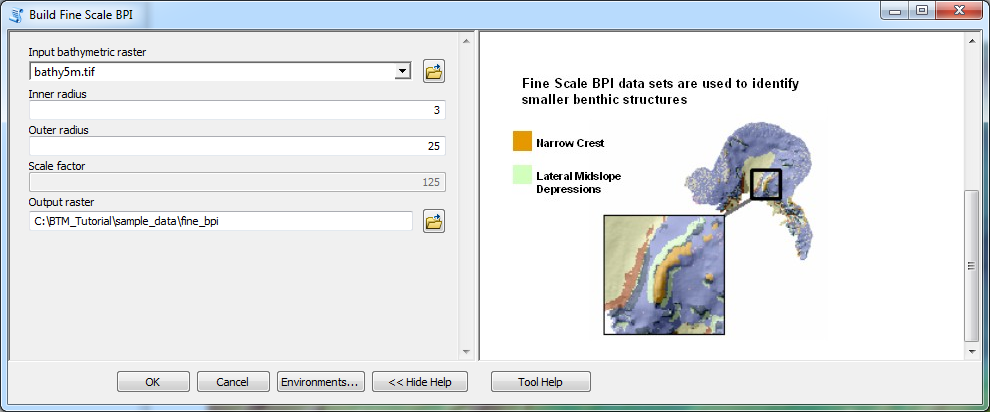 Build Fine Scale BPI
Input bathymetric raster
bathy5m.tif
Inner radius
3
Outer radius
25
Scale factor
125
Output raster
C:\BTM_Tutorial\sample_data\fine_bpi
Fine Scale BPI data sets are used to identify
smaller benthic structures
Narrow Crest
Lateral Midslope
Depressions
OK
Cancel
Environments...
<< Hide Help
Tool Help